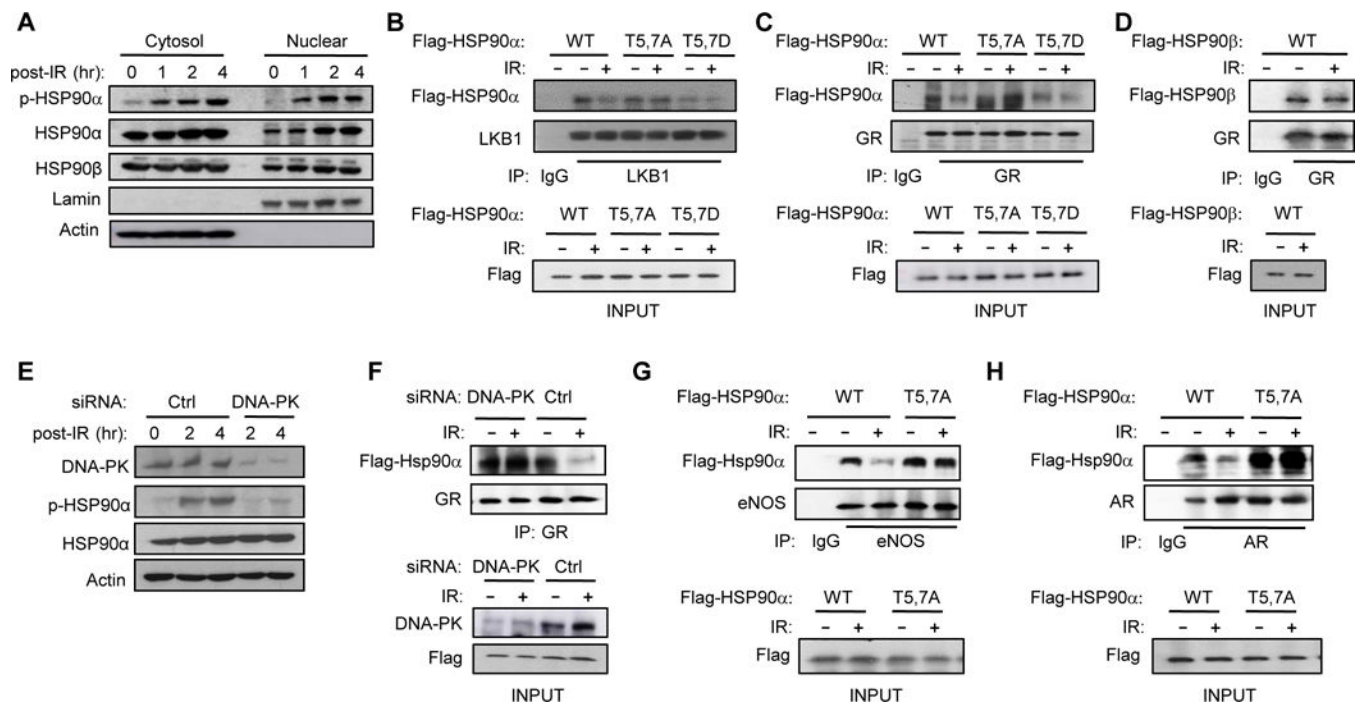 A
Cytosol Nuclear
post-IR (hr): 0 1 2 4 0 1 2 4
p-HSP90α
HSP90α
HSP90β
Lamin
Actin
B
Flag-HSP90α: WT T5,7A T5,7D
IR: - - + - + - +
Flag-HSP90α
LKB1
IP: IgG LKB1
Flag-HSP90α: WT T5,7A T5,7D
IR: - + - + - +
Flag
INPUT
C
Flag-HSP90α: WT T5,7A T5,7D
IR: - - + - + - +
Flag-HSP90α
GR
IP: IgG GR
Flag-HSP90α: WT T5,7A T5,7D
IR: - + - + - +
Flag
INPUT
D
Flag-HSP90β: WT
IR: - - +
Flag-HSP90β
GR
IP: IgG GR
Flag-HSP90β: WT
IR: - +
Flag
INPUT
E
siRNA: Ctrl DNA-PK
post-IR (hr): 0 2 4 2 4
DNA-PK
p-HSP90α
HSP90α
Actin
F
siRNA: DNA-PK Ctrl
IR: - + - +
Flag-Hsp90α
GR
IP: GR
siRNA: DNA-PK Ctrl
IR: - + - +
DNA-PK
Flag
INPUT
G
Flag-HSP90α: WT T5,7A
IR: - - + - +
Flag-Hsp90α
eNOS
IP: IgG eNOS
Flag-HSP90α: WT T5,7A
IR: - + - +
Flag
INPUT
H
Flag-HSP90α: WT T5,7A
IR: - - + - +
Flag-Hsp90α
AR
IP: IgG AR
Flag-HSP90α: WT T5,7A
IR: - + - +
Flag
INPUT